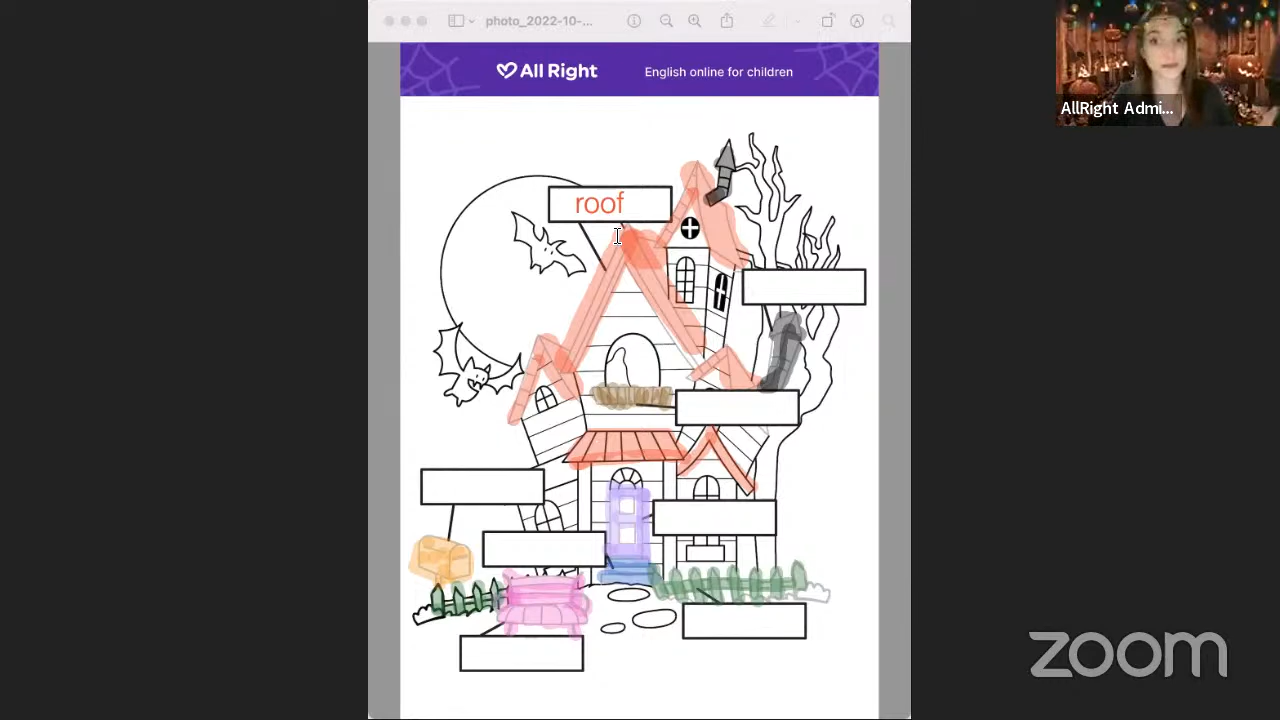 photo_2022-10-...
All Right
English online for children
AllRight Admi...
roof
zoom